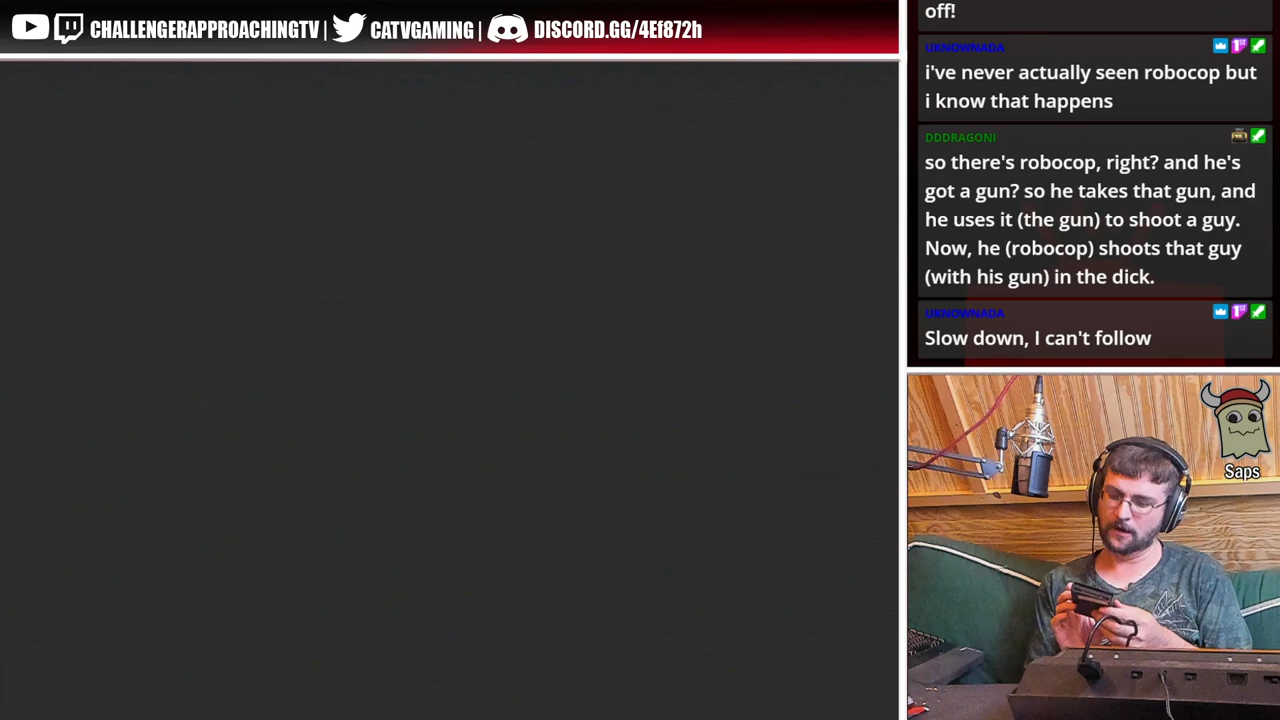 CHALLENGERAPPROACHINGTV | CATVGAMING | DISCORD.GG/4Ef872h
off!
UKNOWNADA
i've never actually seen robocop but
i know that happens
DDDRAGONI
so there's robocop, right? and he's
got a gun? so he takes that gun, and
he uses it (the gun) to shoot a guy.
Now, he (robocop) shoots that guy
(with his gun) in the dick.
UKNOWNADA
Slow down, I can't follow
Saps